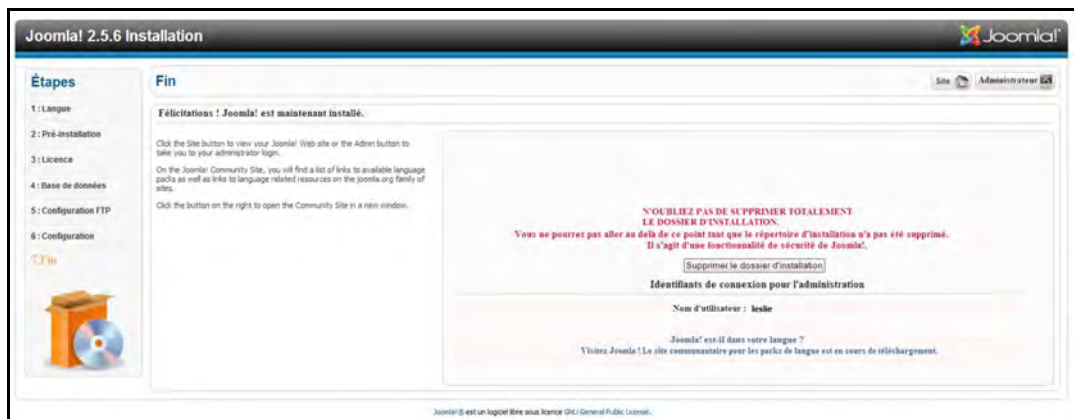 Joomla! 2.5.6 Installation
Joomla!
Étapes
Fin
Site
Administrateur
1 : Langue
Félicitations ! Joomla! est maintenant installé.
2 : Pré-installation
3 : Licence
4 : Base de données
5 : Configuration FTP
6 : Configuration
7.Fin
Click the Site button to view your Joomla! Web site or the Admin button to
take you to your administrator login.
On the Joomla! Community Site, you will find a list of links to available language
packs as well as links to language related resources on the joomla.org family of
sites.
Click the button on the right to open the Community Site in a new window.
N'OUBLIEZ PAS DE SUPPRIMER TOTALEMENT
LE DOSSIER D'INSTALLATION.
Vous ne pourrez pas aller au delà de ce point tant que le répertoire d'installation n'a pas été supprimé.
Il s'agit d'une fonctionnalité de sécurité de Joomla!.
Supprimer le dossier d'installation
Identifiants de connexion pour l'administration
Nom d'utilisateur : leslie
Joomla! est-il dans votre langue ?
Visitez Joomla ! Le site communautaire pour les packs de langue est en cours de téléchargement.
Joomla!® est un logiciel libre sous licence GNU General Public License.